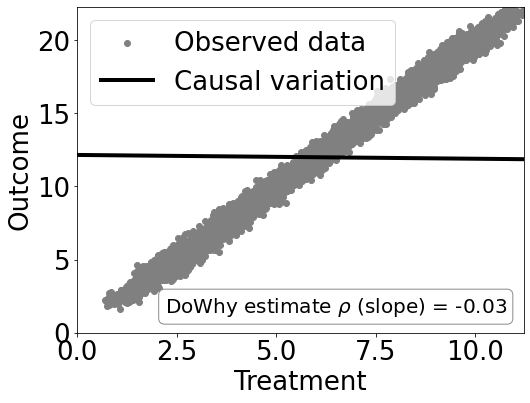 Observed data
Causal variation
20
15
10
5
0
Outcome
DoWhy estimate ρ (slope) = -0.03
0.0 2.5 5.0 7.5 10.0
Treatment